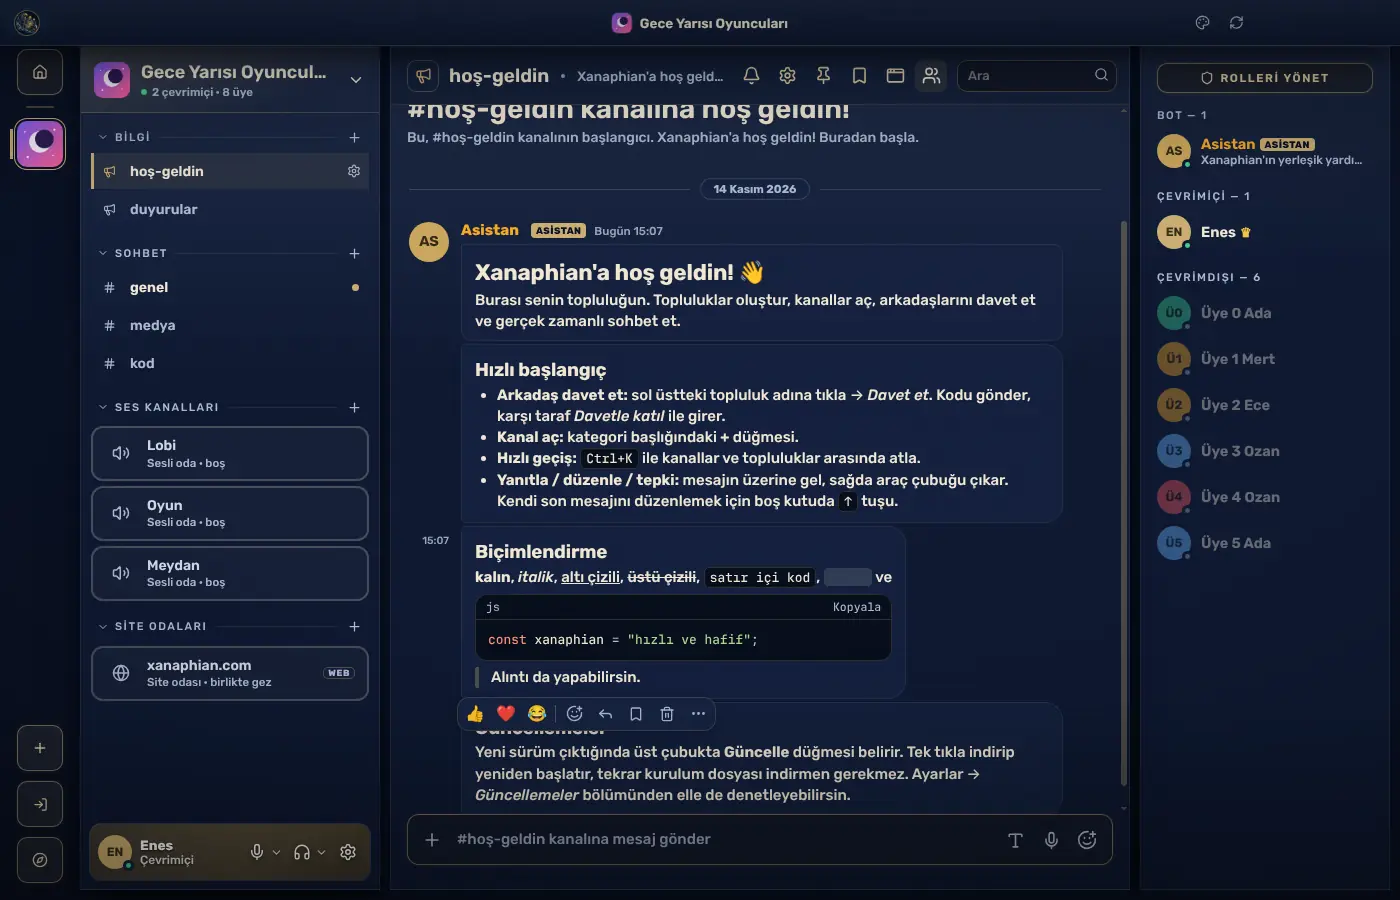 Gece Yarısı Oyuncuları
Gece Yarısı Oyuncul...
2 çevrimiçi • 8 üye
BİLGİ
hoş-geldin
duyurular
SOHBET
genel
medya
kod
SES KANALLARI
Lobi
Sesli oda • boş
Oyun
Sesli oda • boş
Meydan
Sesli oda • boş
SİTE ODALARI
xanaphian.com
Site odası • birlikte gez
WEB
EN
Enes
Çevrimiçi
hoş-geldin • Xanaphian'a hoş geld...
Ara
#hoş-geldin kanalına hoş geldin!
Bu, #hoş-geldin kanalının başlangıcı. Xanaphian'a hoş geldin! Buradan başla.
14 Kasım 2026
AS
Asistan ASİSTAN Bugün 15:07
Xanaphian'a hoş geldin! 👋
Burası senin topluluğun. Topluluklar oluştur, kanallar aç, arkadaşlarını davet et
ve gerçek zamanlı sohbet et.
Hızlı başlangıç
• Arkadaş davet et: sol üstteki topluluk adına tıkla → Davet et. Kodu gönder,
karşı taraf Davetle katıl ile girer.
• Kanal aç: kategori başlığındaki + düğmesi.
• Hızlı geçiş: Ctrl+K ile kanallar ve topluluklar arasında atla.
• Yanıtla / düzenle / tepki: mesajın üzerine gel, sağda araç çubuğu çıkar.
Kendi son mesajını düzenlemek için boş kutuda ↑ tuşu.
15:07
Biçimlendirme
kalın, italik, altı çizili, üstü çizili, satır içi kod, ve
js
Kopyala
const xanaphian = "hızlı ve hafif";
Alıntı da yapabilirsin.
Güncellemeler
Yeni sürüm çıktığında üst çubukta Güncelle düğmesi belirir. Tek tıkla indirip
yeniden başlatır, tekrar kurulum dosyası indirmen gerekmez. Ayarlar →
Güncellemeler bölümünden elle de denetleyebilirsin.
#hoş-geldin kanalına mesaj gönder
ROLLERİ YÖNET
BOT — 1
AS
Asistan ASİSTAN
Xanaphian'ın yerleşik yardı...
ÇEVRİMİÇİ — 1
EN
Enes
ÇEVRİMDIŞI — 6
Ü0
Üye 0 Ada
Ü1
Üye 1 Mert
Ü2
Üye 2 Ece
Ü3
Üye 3 Ozan
Ü4
Üye 4 Ozan
Ü5
Üye 5 Ada